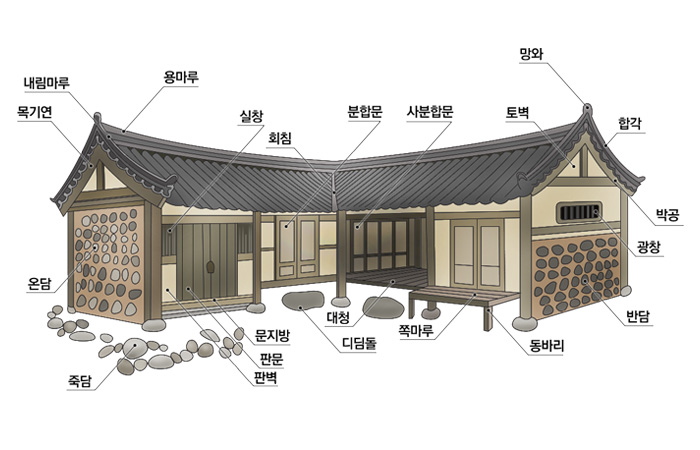 망와
용마루
내림마루
목기연
실창
회침
분합문
사분합문
토벽
합각
박공
광창
온담
반담
대청
디딤돌
쪽마루
동바리
문지방
판문
판벽
죽담